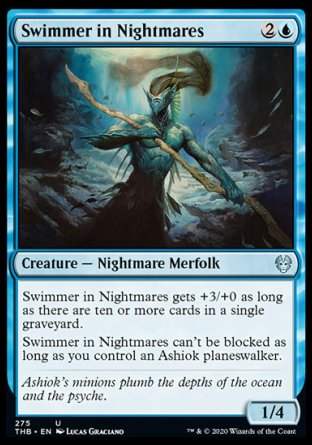 Swimmer in Nightmares 2
Creature — Nightmare Merfolk
Swimmer in Nightmares gets +3/+0 as long
as there are ten or more cards in a single
graveyard.
Swimmer in Nightmares can't be blocked as
long as you control an Ashiok planeswalker.
Ashiok's minions plumb the depths of the ocean
and the psyche.
1/4
275 U
THB • EN Lucas Graciano
™ & © 2020 Wizards of the Coast